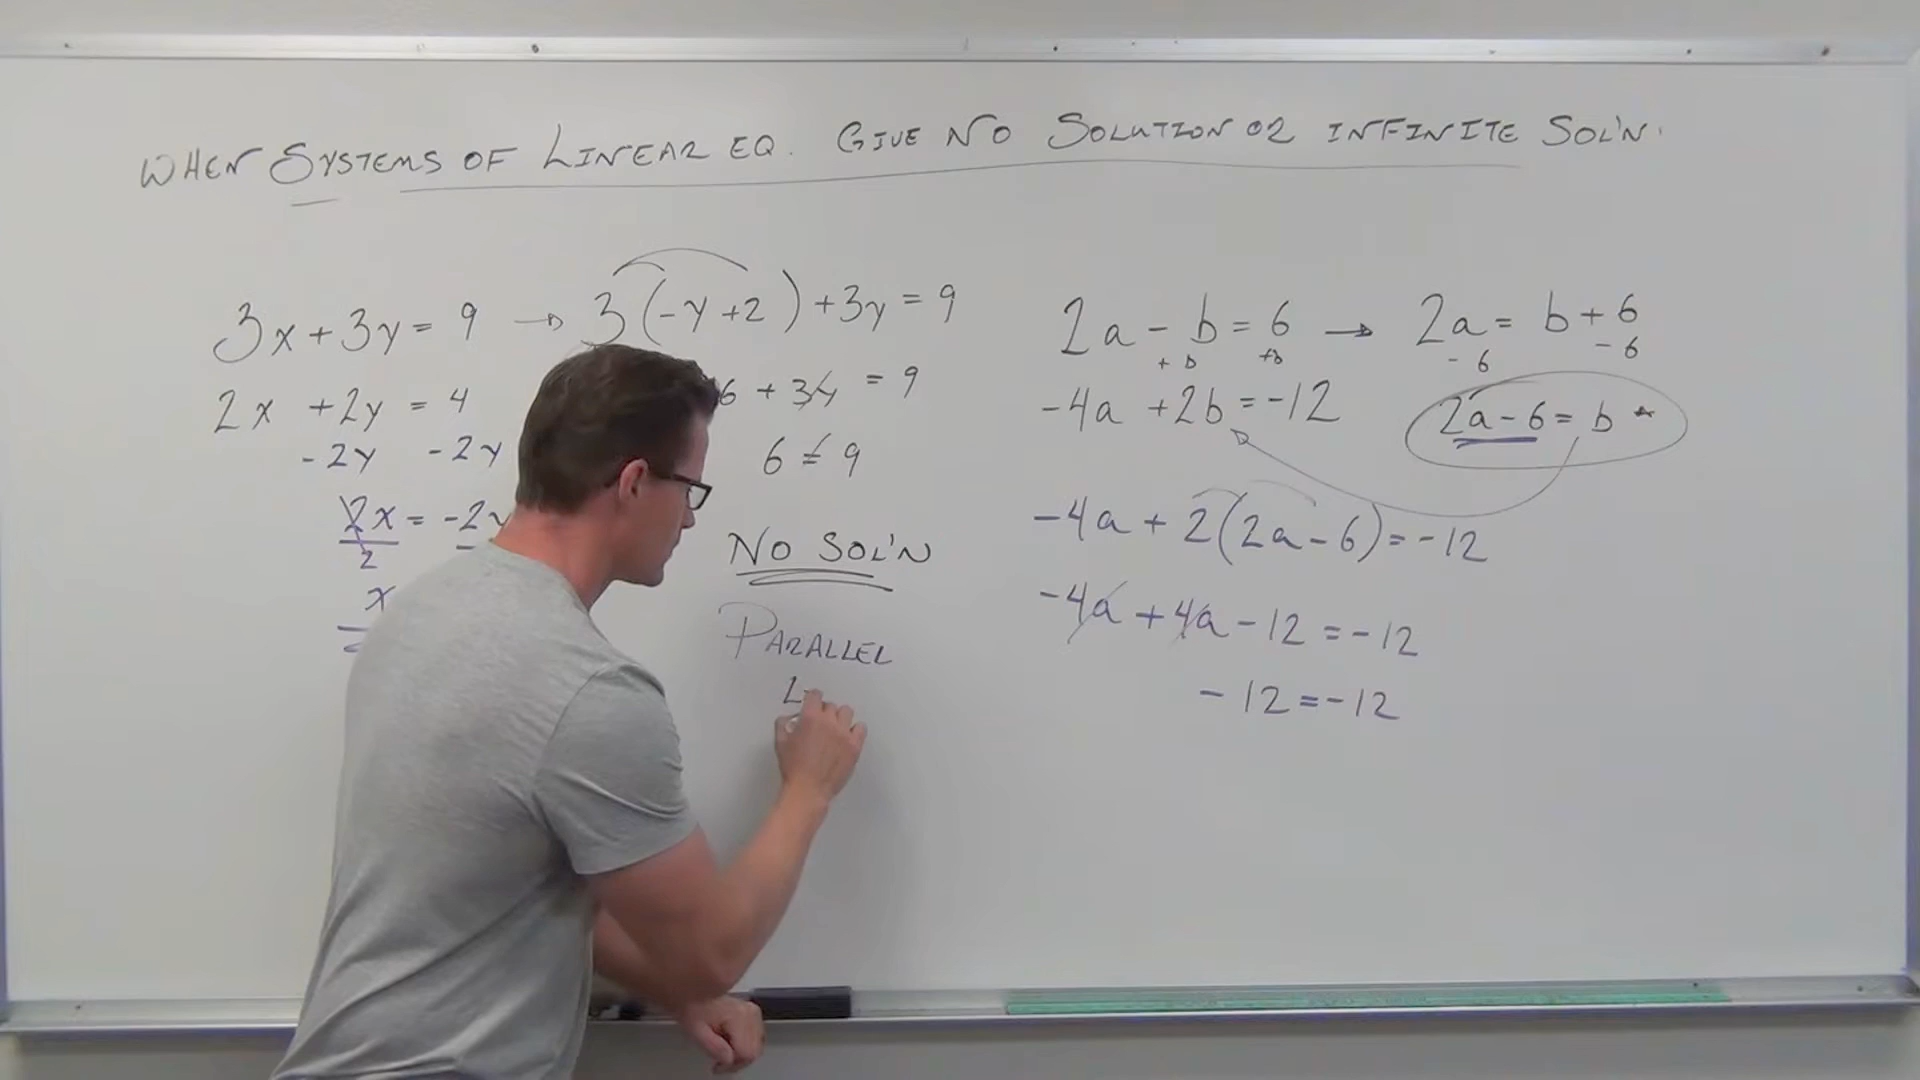 WHEN SYSTEMS OF LINEAR EQ. GIVE NO SOLUTION OR INFINITE SOL'N.
3x + 3y = 9 → 3(-y + 2) + 3y = 9
2x + 2y = 4
-2y -2y
2x = -2y
2
x
6 + 3y = 9
6 ≠ 9
NO SOL'N
PARALLEL
2a - b = 6 → 2a = b + 6
+b +b -6 -6
-4a + 2b = -12
2a - 6 = b *
-4a + 2(2a - 6) = -12
-4a + 4a - 12 = -12
-12 = -12